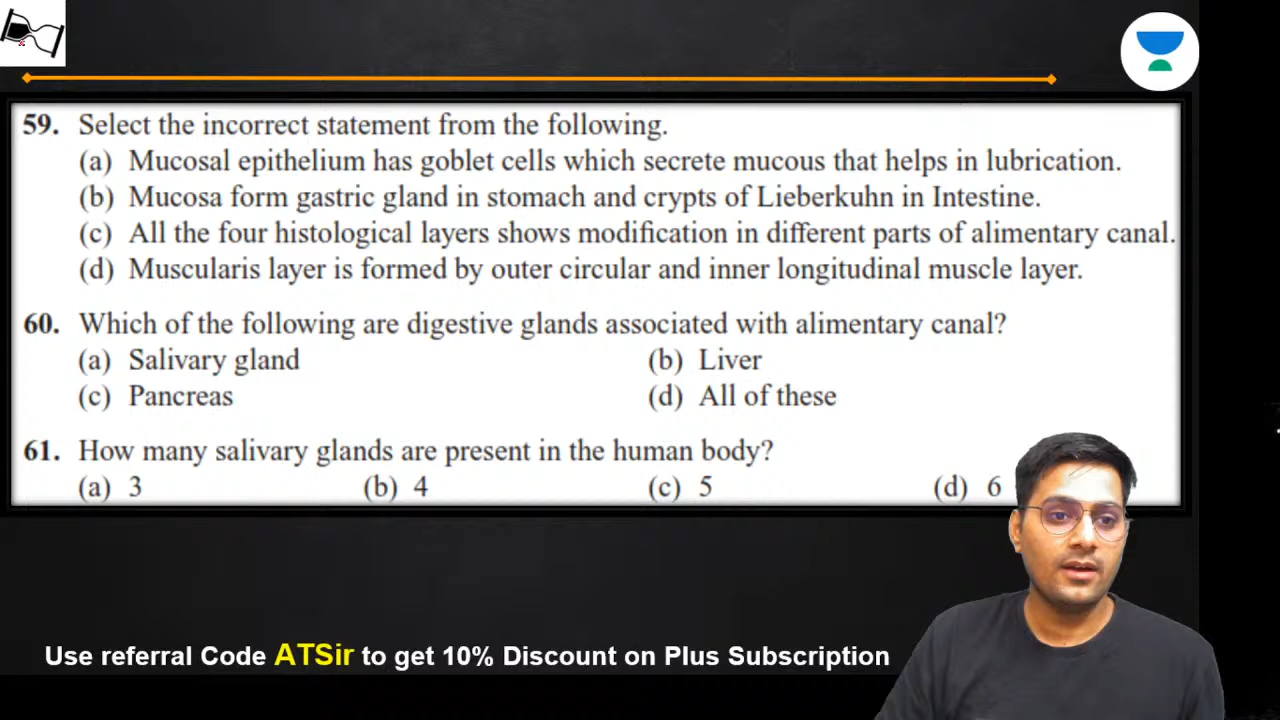 59. Select the incorrect statement from the following.
(a) Mucosal epithelium has goblet cells which secrete mucous that helps in lubrication.
(b) Mucosa form gastric gland in stomach and crypts of Lieberkuhn in Intestine.
(c) All the four histological layers shows modification in different parts of alimentary canal.
(d) Muscularis layer is formed by outer circular and inner longitudinal muscle layer.
60. Which of the following are digestive glands associated with alimentary canal?
(a) Salivary gland (b) Liver
(c) Pancreas (d) All of these
61. How many salivary glands are present in the human body?
(a) 3 (b) 4 (c) 5 (d) 6
Use referral Code ATSir to get 10% Discount on Plus Subscription